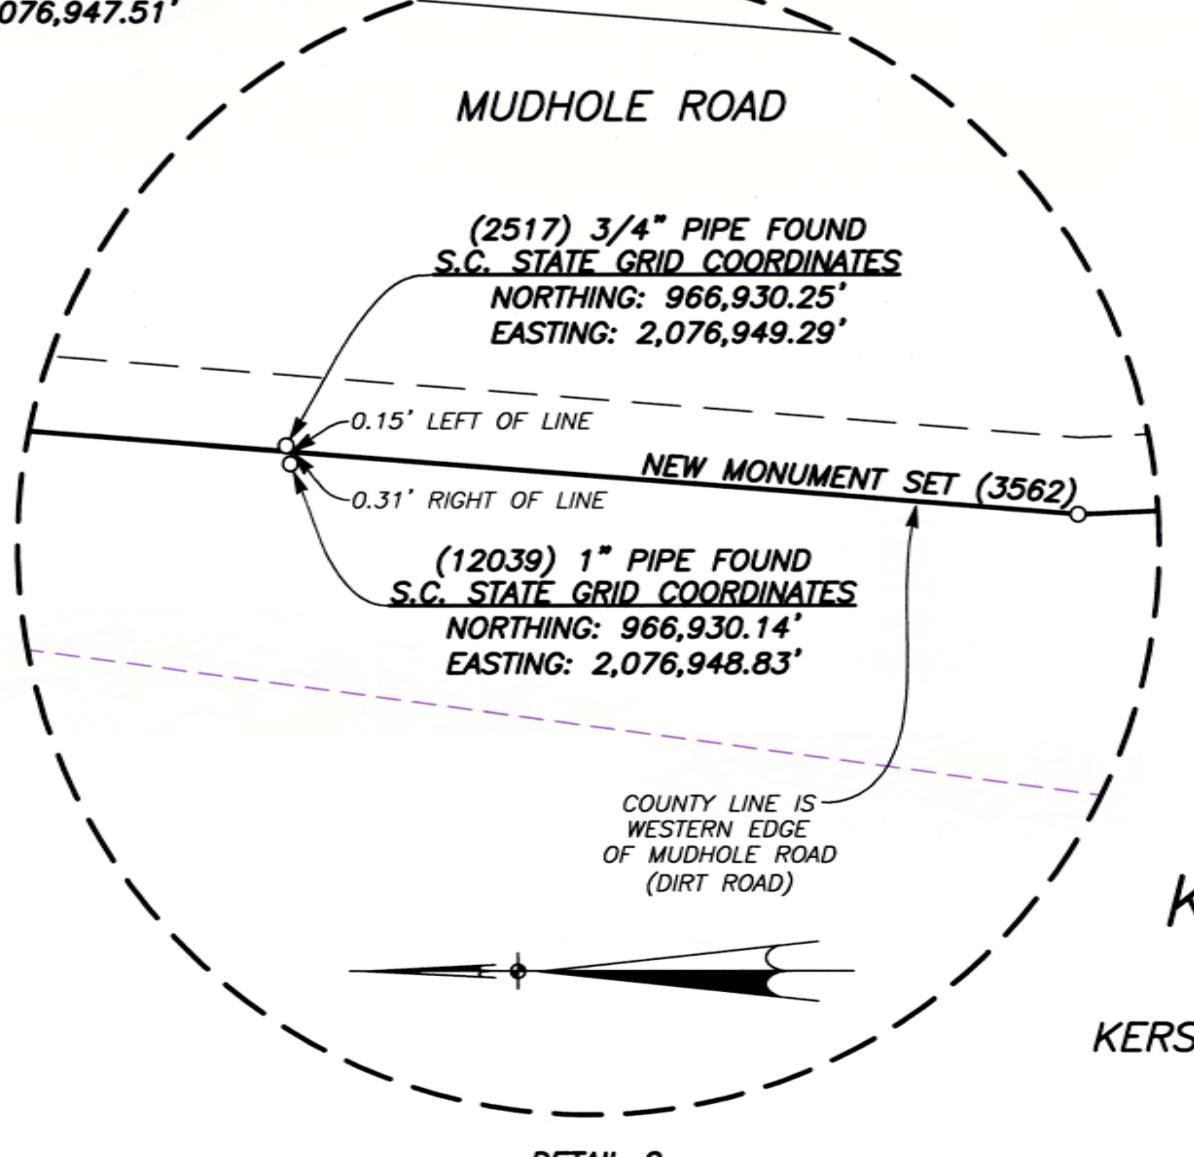 076,947.51'
MUDHOLE ROAD
(2517) 3/4" PIPE FOUND
S.C. STATE GRID COORDINATES
NORTHING: 966,930.25'
EASTING: 2,076,949.29'
0.15' LEFT OF LINE
NEW MONUMENT SET (3562)
0.31' RIGHT OF LINE
(12039) 1" PIPE FOUND
S.C. STATE GRID COORDINATES
NORTHING: 966,930.14'
EASTING: 2,076,948.83'
COUNTY LINE IS
WESTERN EDGE
OF MUDHOLE ROAD
(DIRT ROAD)
K
KERS